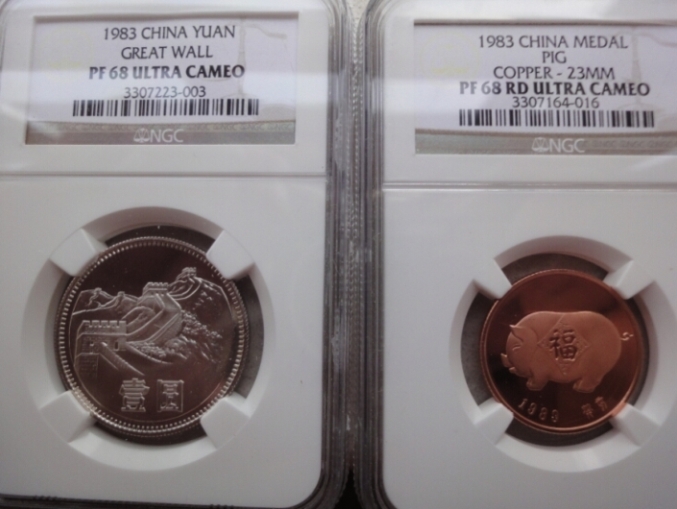 1983 CHINA YUAN
GREAT WALL
PF 68 ULTRA CAMEO
3307223-003
NGC
壹圆
1983 CHINA MEDAL
PIG
COPPER - 23MM
PF 68 RD ULTRA CAMEO
3307164-016
NGC
福
1983